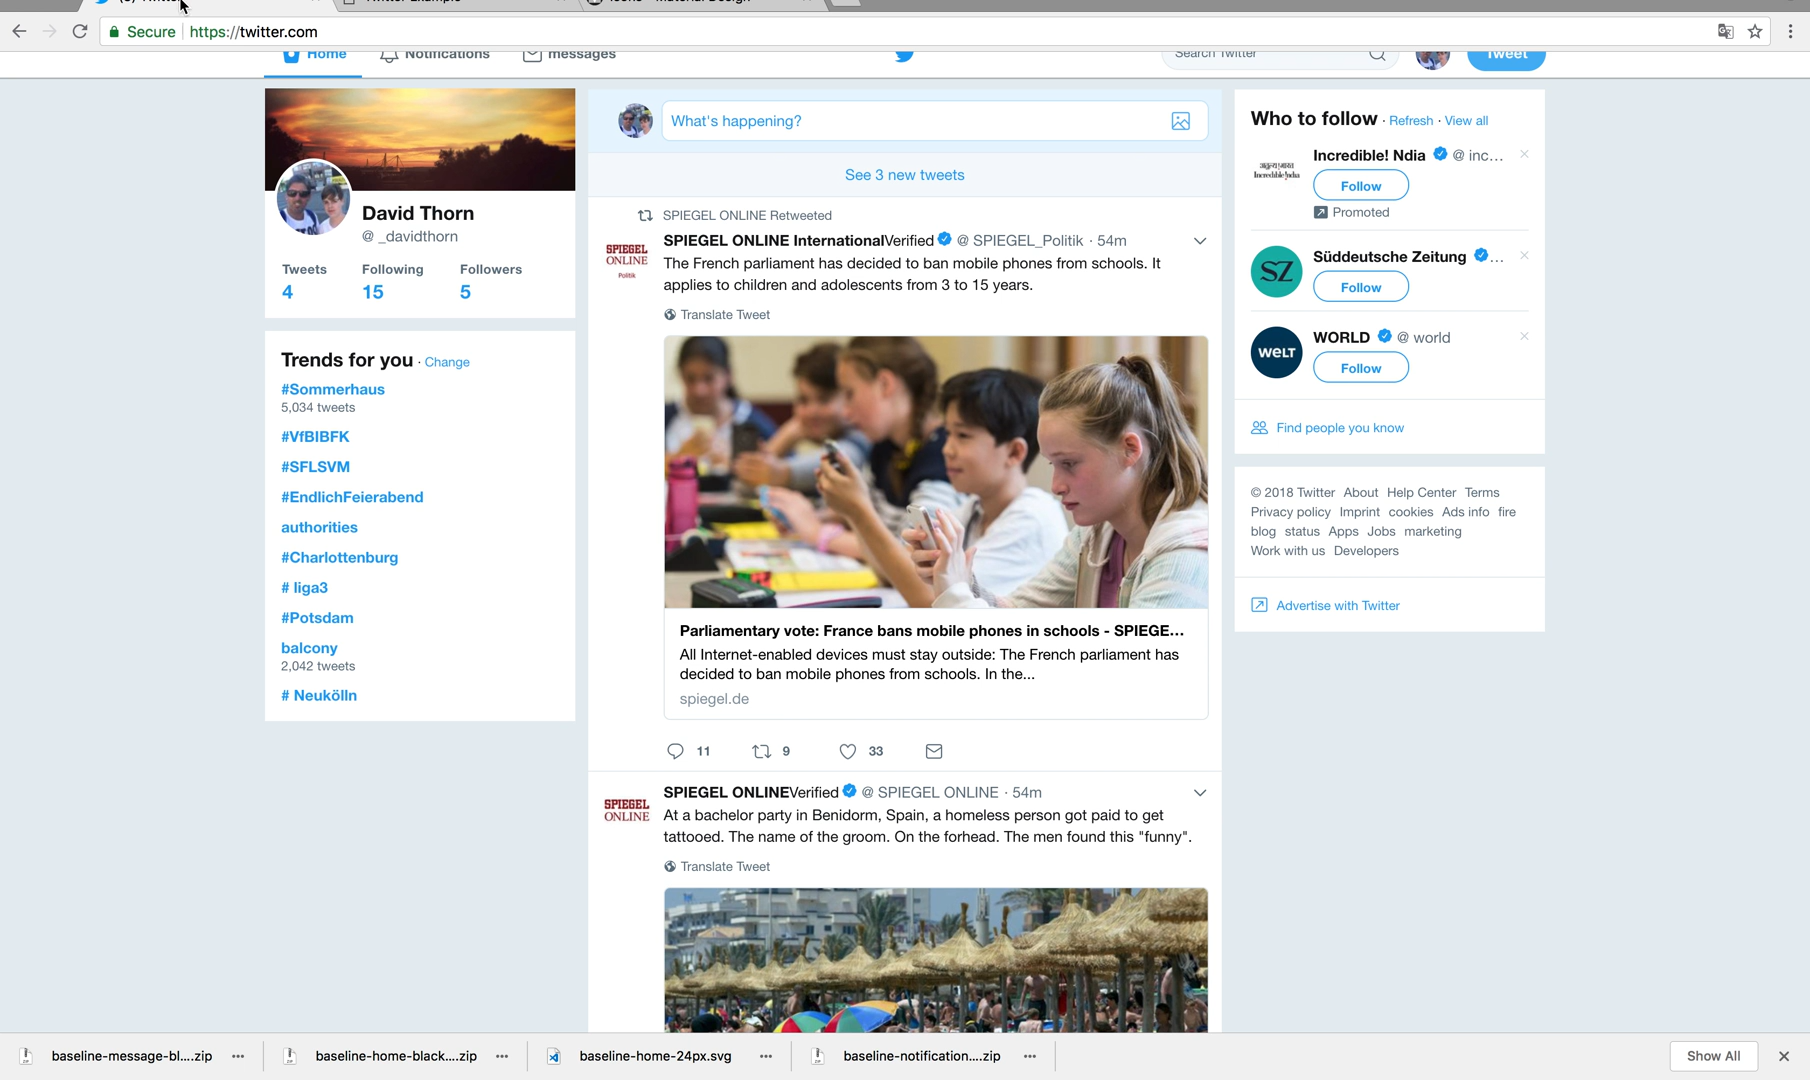 Secure https://twitter.com
Home Notifications messages Search Twitter Tweet
David Thorn
@ _davidthorn
Tweets Following Followers
4 15 5
Trends for you · Change
#Sommerhaus
5,034 tweets
#VfBIBFK
#SFLSVM
#EndlichFeierabend
authorities
#Charlottenburg
# liga3
#Potsdam
balcony
2,042 tweets
# Neukölln
What's happening?
See 3 new tweets
SPIEGEL ONLINE Retweeted
SPIEGEL
ONLINE
Politik
SPIEGEL ONLINE InternationalVerified @ SPIEGEL_Politik · 54m
The French parliament has decided to ban mobile phones from schools. It
applies to children and adolescents from 3 to 15 years.
Translate Tweet
Parliamentary vote: France bans mobile phones in schools - SPIEGE...
All Internet-enabled devices must stay outside: The French parliament has
decided to ban mobile phones from schools. In the...
spiegel.de
11 9 33
SPIEGEL
ONLINE
SPIEGEL ONLINEVerified @ SPIEGEL ONLINE · 54m
At a bachelor party in Benidorm, Spain, a homeless person got paid to get
tattooed. The name of the groom. On the forhead. The men found this "funny".
Translate Tweet
Who to follow · Refresh · View all
Incredible! Ndia @ inc...
Follow
Promoted
SZ
Süddeutsche Zeitung ...
Follow
WELT
WORLD @ world
Follow
Find people you know
© 2018 Twitter About Help Center Terms
Privacy policy Imprint cookies Ads info fire
blog status Apps Jobs marketing
Work with us Developers
Advertise with Twitter
baseline-message-bl....zip
baseline-home-black....zip
baseline-home-24px.svg
baseline-notification....zip
Show All